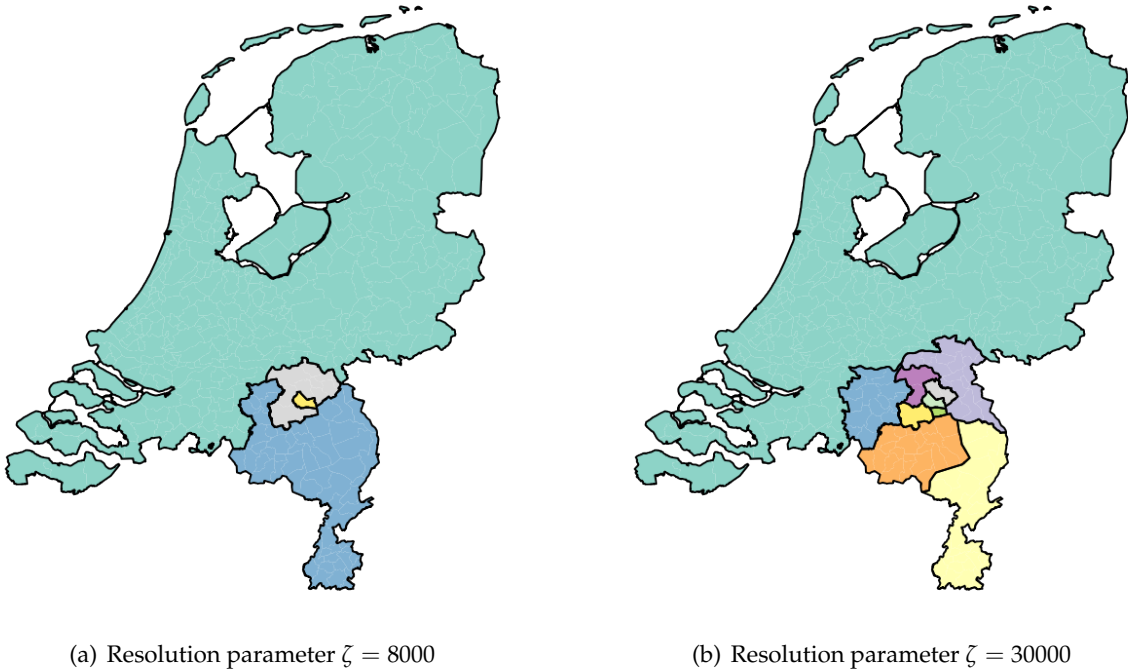 (a) Resolution parameter ζ = 8000
(b) Resolution parameter ζ = 30000